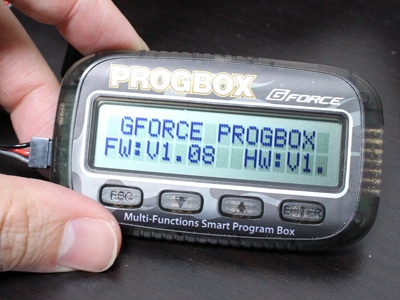 PROGBOX
GFORCE
GFORCE PROGBOX
FW:V1.08 HW:V1.
ESC ENTER
Multi-Functions Smart Program Box